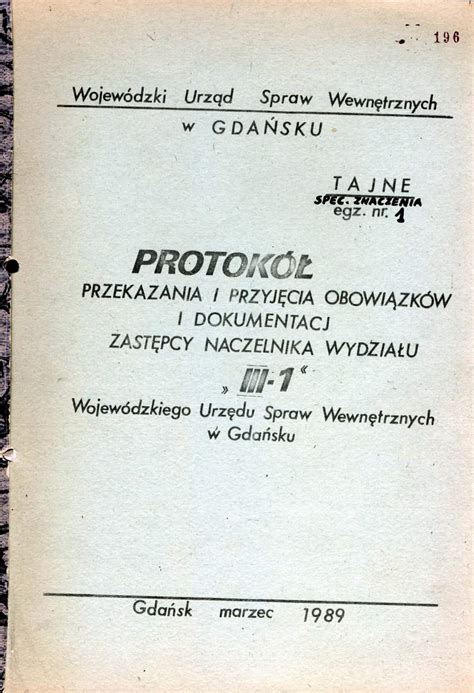 196
Wojewódzki Urząd Spraw Wewnętrznych
w GDAŃSKU
TAJNE
SPEC. ZNACZENIA
egz. nr. 1
PROTOKÓŁ
PRZEKAZANIA I PRZYJĘCIA OBOWIĄZKÓW
I DOKUMENTACJ
ZASTĘPCY NACZELNIKA WYDZIAŁU
„III-1“
Wojewódzkiego Urzędu Spraw Wewnętrznych
w Gdańsku
Gdańsk marzec 1989